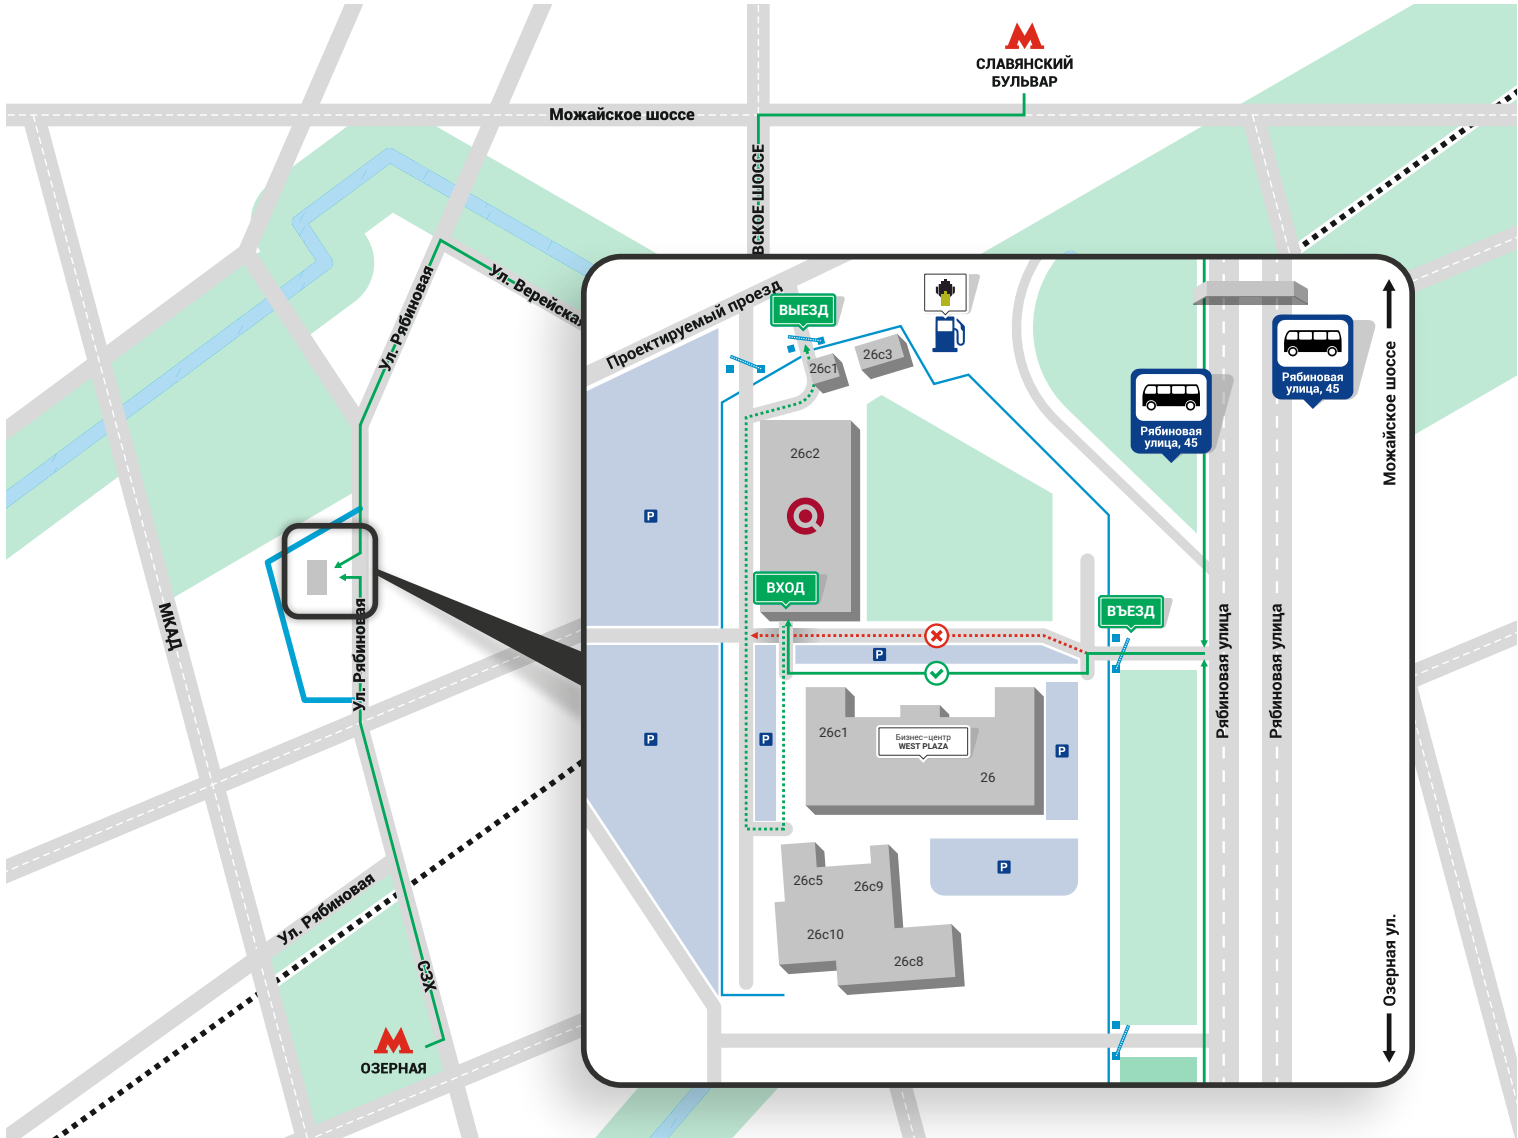 СЛАВЯНСКИЙ
БУЛЬВАР
Можайское шоссе
ВСКОЕ ШОССЕ
Ул. Рябиновая
Ул. Верейская
Проектируемый проезд
ВЫЕЗД
26с1
26с3
Рябиновая
улица, 45
Рябиновая
улица, 45
Можайское шоссе
26с2
P
ВХОД
ВЪЕЗД
МКАД
Ул. Рябиновая
P
Рябиновая улица
Рябиновая улица
P
P
26с1
Бизнес-центр
WEST PLAZA
P
26
26с5
26с9
P
Ул. Рябиновая
26с10
26с8
СЗХ
Озерная ул.
ОЗЕРНАЯ